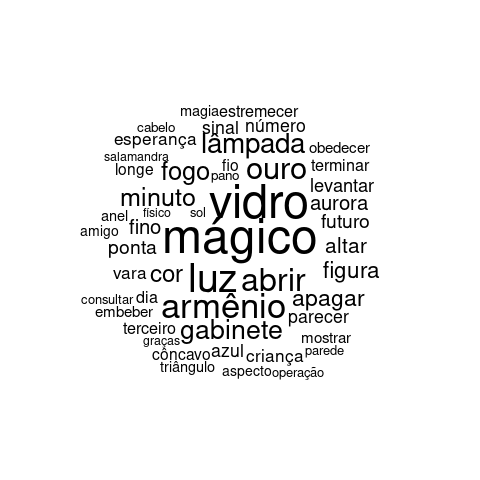 magia estremecer
cabelo sinal número
esperança lâmpada obedecer
salamandra fio ouro terminar
longe fogo pano levantar
minuto vidro aurora
anel físico sol futuro
amigo fino mágico
ponta altar
vara cor luz abrir figura
consultar dia armênio apagar
embeber parecer
terceiro gabinete mostrar
graças azul parede
côncavo criança
triângulo aspecto operação